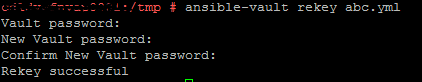 :/tmp # ansible-vault rekey abc.yml
Vault password:
New Vault password:
Confirm New Vault password:
Rekey successful